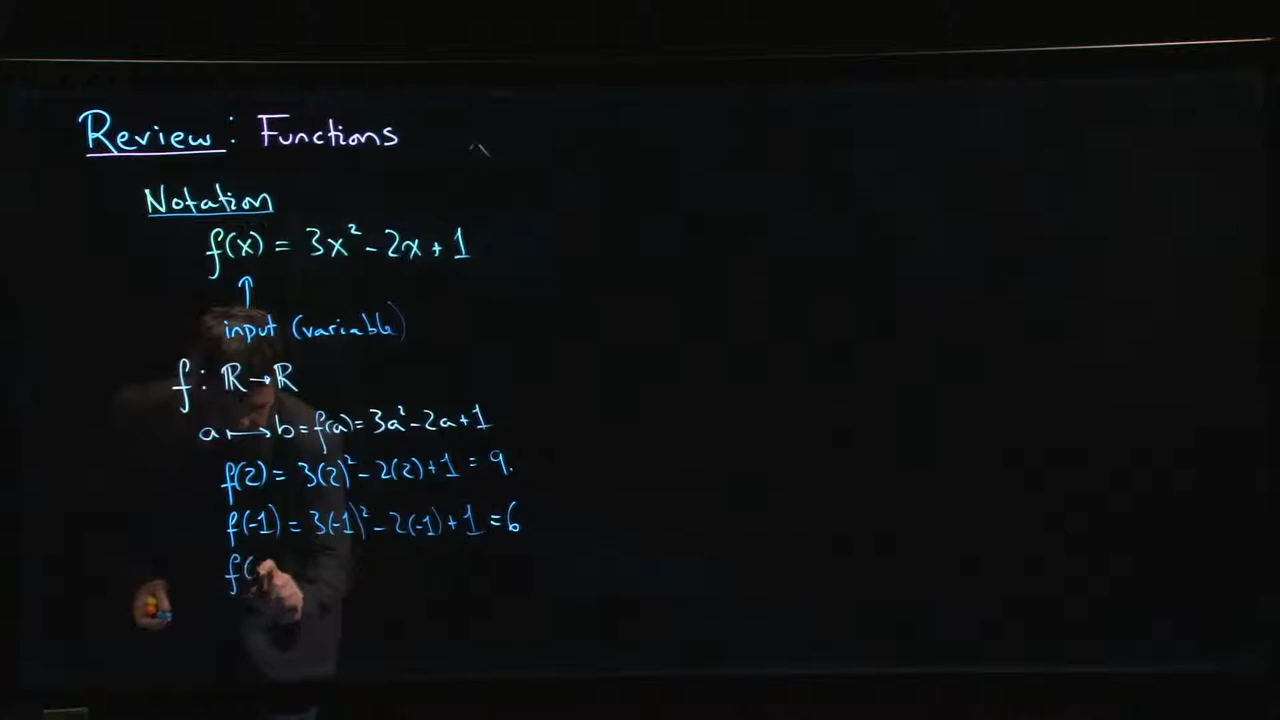 Review: Functions
Notation
f(x) = 3x² - 2x + 1
↑
input (variable)
f: ℝ→ℝ
a ⟼ b = f(a) = 3a² - 2a + 1
f(2) = 3(2)² - 2(2) + 1 = 9.
f(-1) = 3(-1)² - 2(-1) + 1 = 6
f(